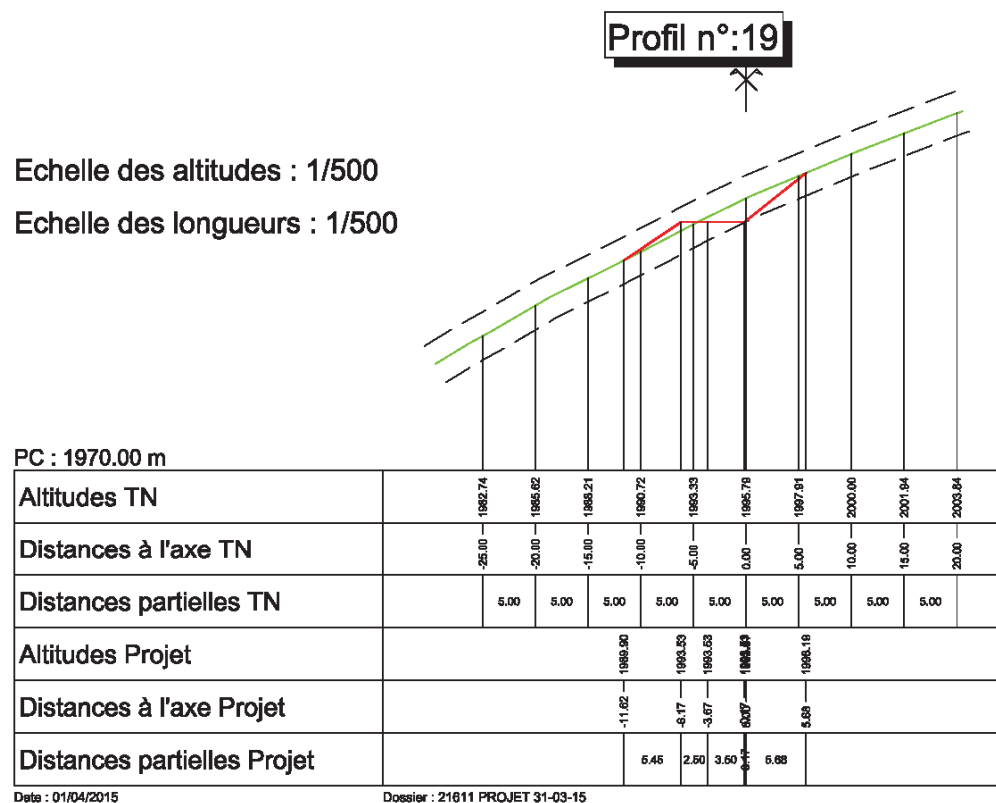 Profil n°:19
Echelle des altitudes : 1/500
Echelle des longueurs : 1/500
PC : 1970.00 m
Altitudes TN 1982.74 1985.62 1988.21 1990.72 1993.33 1995.79 1997.91 2000.00 2001.94 2003.84
Distances à l'axe TN -25.00 -20.00 -15.00 -10.00 -5.00 0.00 5.00 10.00 15.00 20.00
Distances partielles TN 5.00 5.00 5.00 5.00 5.00 5.00 5.00 5.00 5.00
Altitudes Projet 1989.90 1993.53 1993.53 1998.19
Distances à l'axe Projet -11.62 -6.17 -3.67 5.68
Distances partielles Projet 5.45 2.50 3.50 0.17 5.68
Date : 01/04/2015 Dossier : 21611 PROJET 31-03-15